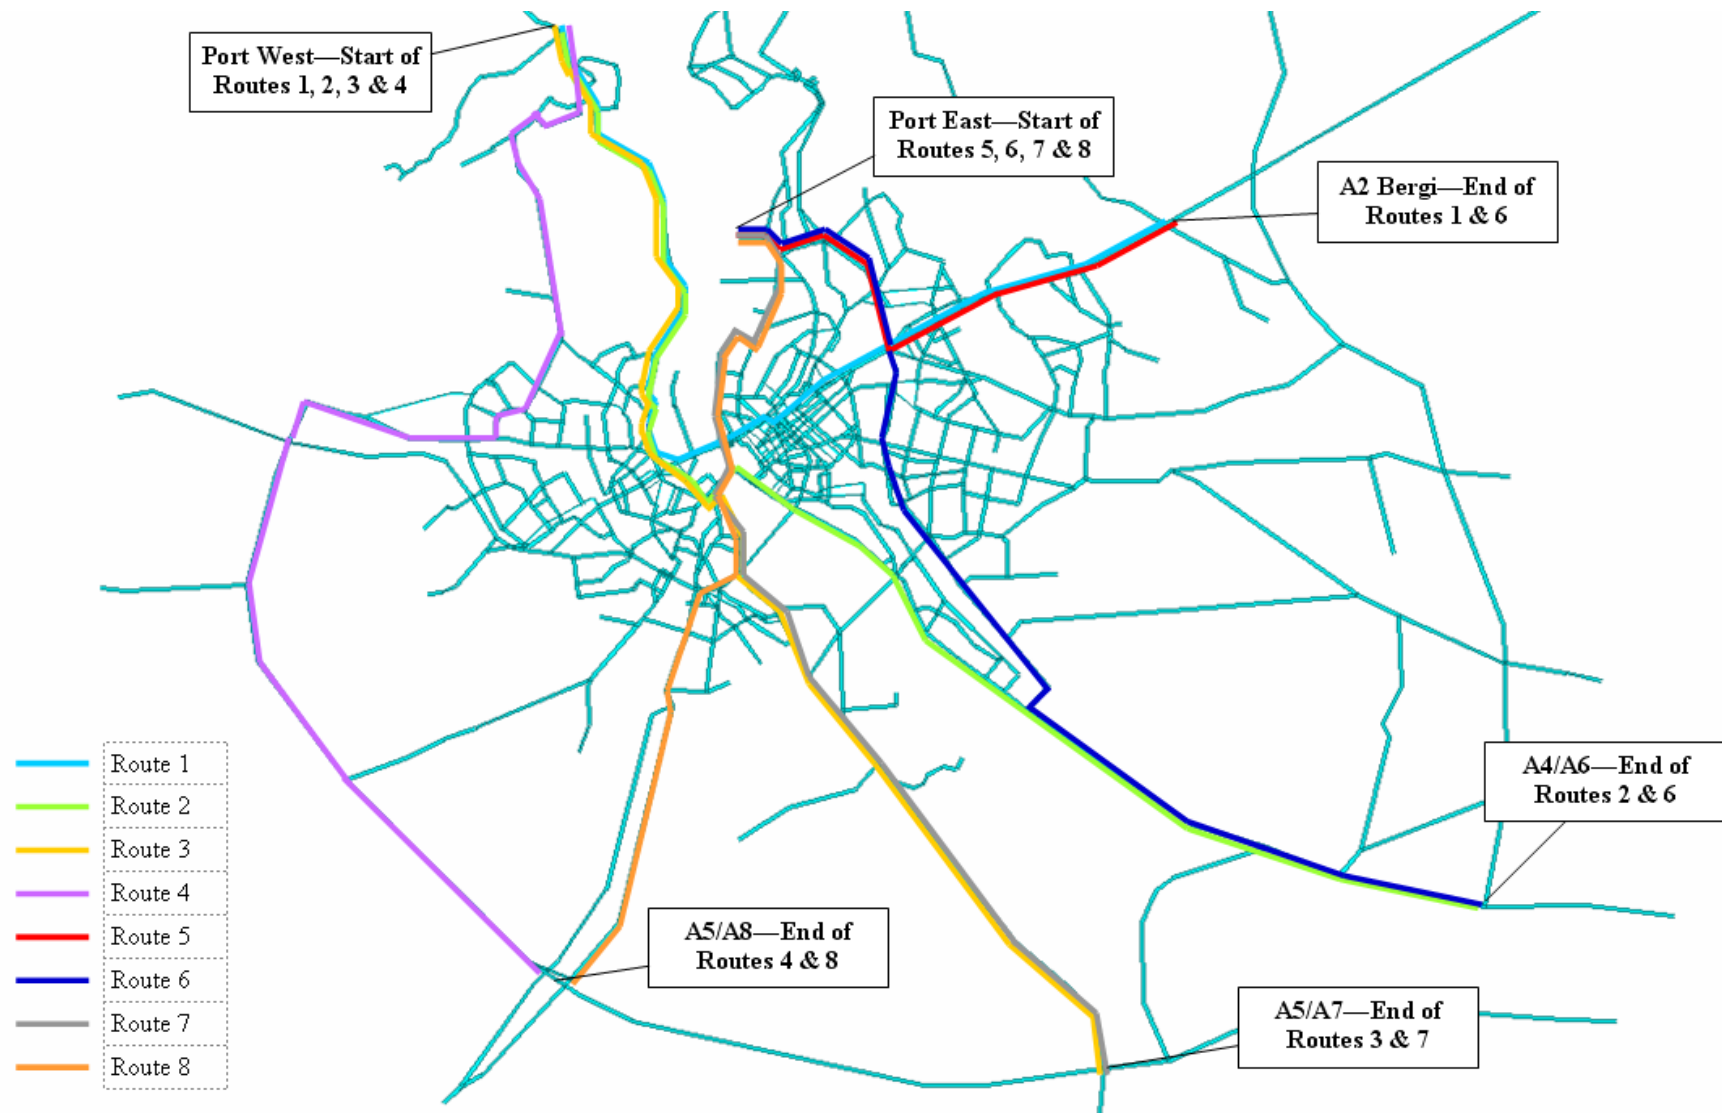 Port West—Start of
Routes 1, 2, 3 & 4
Port East—Start of
Routes 5, 6, 7 & 8
A2 Bergi—End of
Routes 1 & 6
Route 1
Route 2
Route 3
Route 4
Route 5
Route 6
Route 7
Route 8
A4/A6—End of
Routes 2 & 6
A5/A8—End of
Routes 4 & 8
A5/A7—End of
Routes 3 & 7